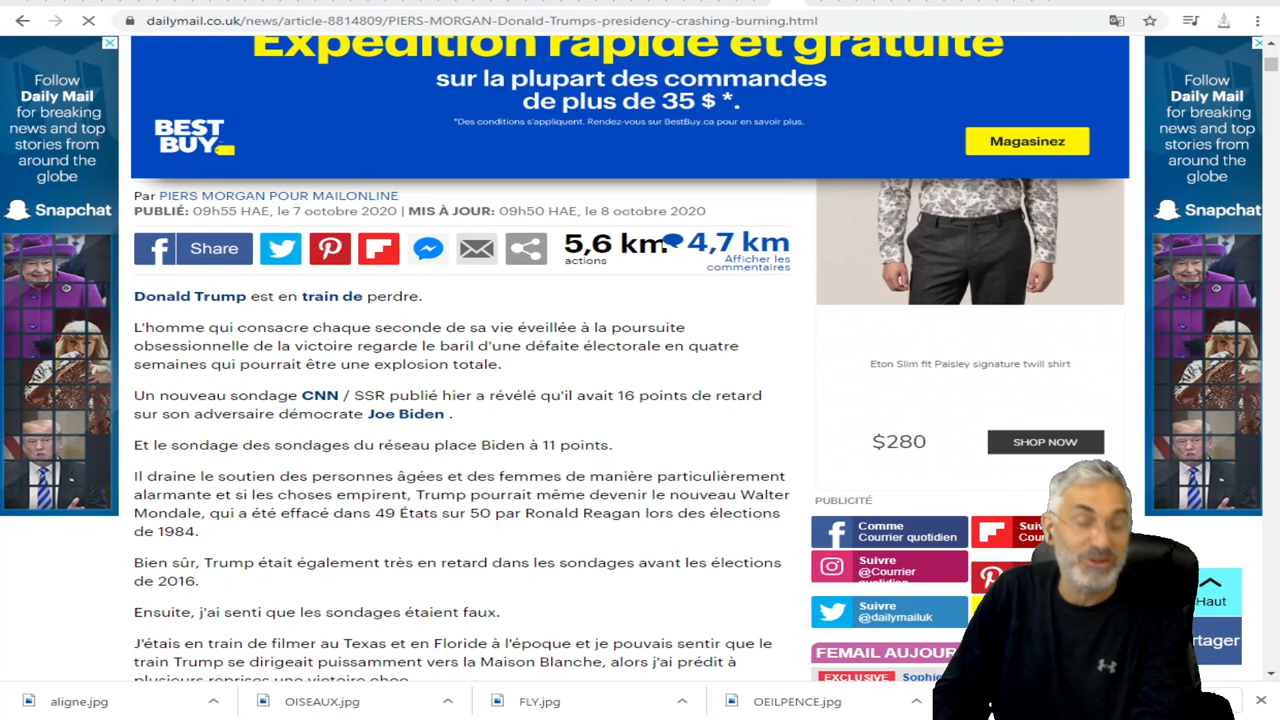 dailymail.co.uk/news/article-8814809/PIERS-MORGAN-Donald-Trumps-presidency-crashing-burning.html
Follow
Daily Mail
for breaking
news and top
stories from
around the
globe
Snapchat
Expédition rapide et gratuite
sur la plupart des commandes
de plus de 35 $ *.
*Des conditions s'appliquent. Rendez-vous sur BestBuy.ca pour en savoir plus.
BEST
BUY
Magasinez
Follow
Daily Mail
for breaking
news and top
stories from
around the
globe
Snapchat
Par PIERS MORGAN POUR MAILONLINE
PUBLIÉ: 09h55 HAE, le 7 octobre 2020 | MIS À JOUR: 09h50 HAE, le 8 octobre 2020
f Share
5,6 km
actions
4,7 km
Afficher les
commentaires
Donald Trump est en train de perdre.
L'homme qui consacre chaque seconde de sa vie éveillée à la poursuite
obsessionnelle de la victoire regarde le baril d'une défaite électorale en quatre
semaines qui pourrait être une explosion totale.
Un nouveau sondage CNN / SSR publié hier a révélé qu'il avait 16 points de retard
sur son adversaire démocrate Joe Biden .
Et le sondage des sondages du réseau place Biden à 11 points.
Il draine le soutien des personnes âgées et des femmes de manière particulièrement
alarmante et si les choses empirent, Trump pourrait même devenir le nouveau Walter
Mondale, qui a été effacé dans 49 États sur 50 par Ronald Reagan lors des élections
de 1984.
Bien sûr, Trump était également très en retard dans les sondages avant les élections
de 2016.
Ensuite, j'ai senti que les sondages étaient faux.
J'étais en train de filmer au Texas et en Floride à l'époque et je pouvais sentir que le
train Trump se dirigeait puissamment vers la Maison Blanche, alors j'ai prédit à
plusieurs reprises une victoire choc
Eton Slim fit Paisley signature twill shirt
$280
SHOP NOW
PUBLICITÉ
Comme
Courrier quotidien
Suivre
@Courrier
quotidien
Suivre
@dailymailuk
FEMAIL AUJOUR
EXCLUSIVE Sophie
Haut
rtager
aligne.jpg
OISEAUX.jpg
FLY.jpg
OEILPENCE.jpg